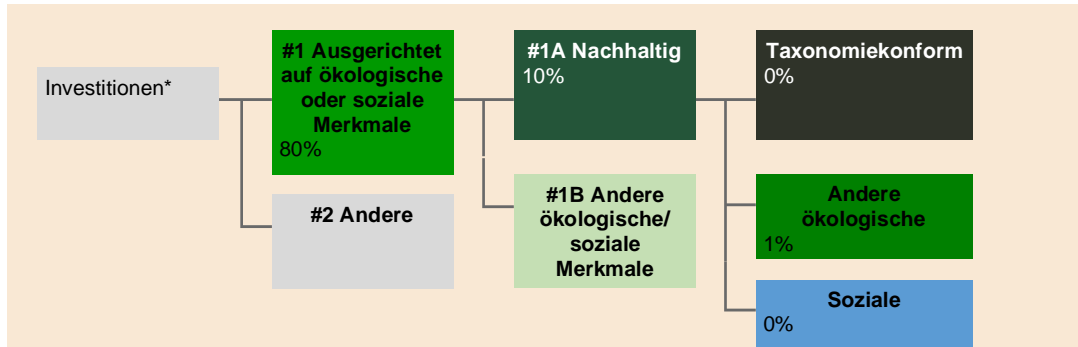 Investitionen*
#1 Ausgerichtet
auf ökologische
oder soziale
Merkmale
80%
#2 Andere
#1A Nachhaltig
10%
#1B Andere
ökologische/
soziale
Merkmale
Taxonomiekonform
0%
Andere
ökologische
1%
Soziale
0%